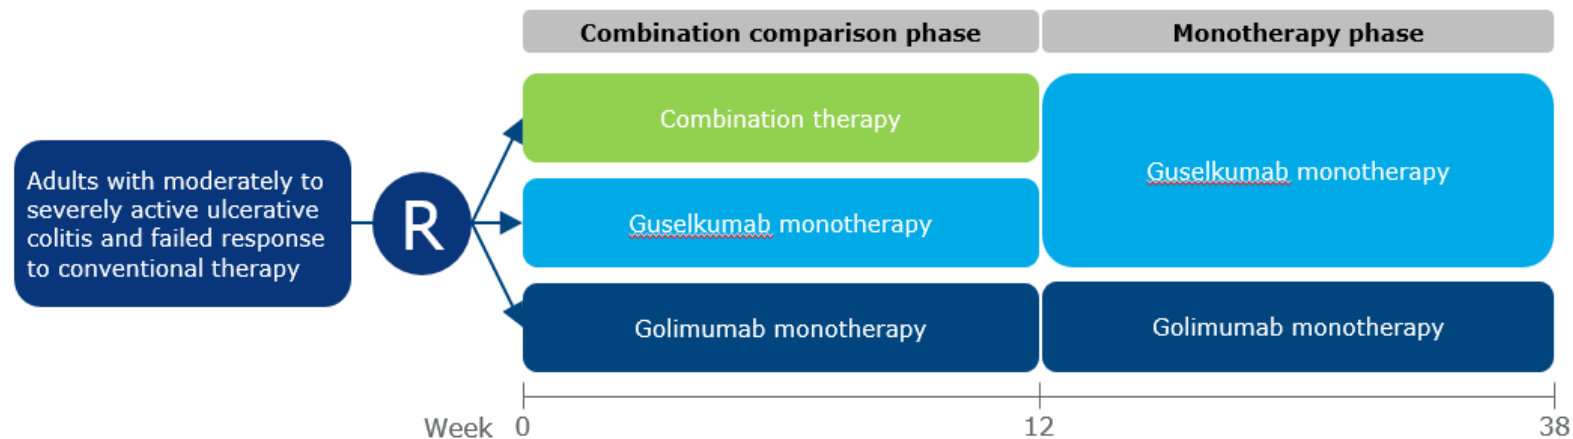 Combination comparison phase
Monotherapy phase
Combination therapy
Guselkumab monotherapy
Adults with moderately to
severely active ulcerative
colitis and failed response
to conventional therapy
R
Guselkumab monotherapy
Golimumab monotherapy
Golimumab monotherapy
Week 0 12 38